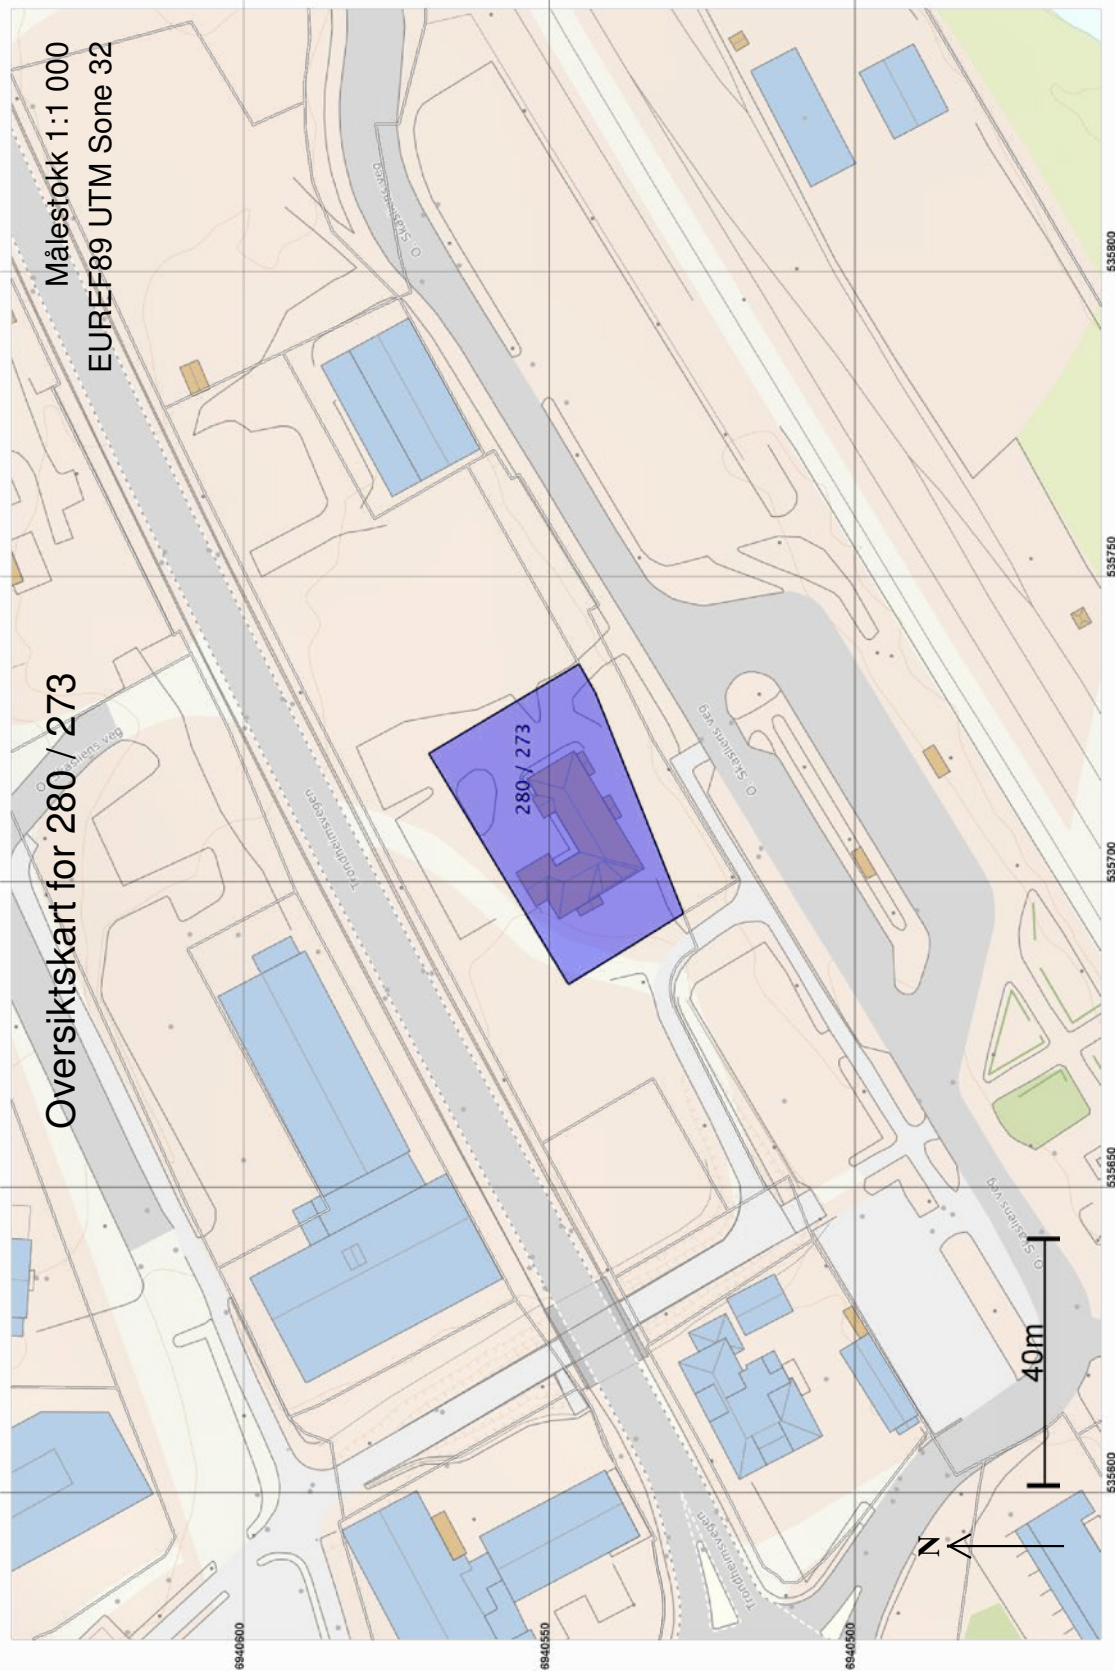 Målestokk 1:1 000
EUREF89 UTM Sone 32
Oversiktskart for 280 / 273
O. Skasliens veg
O. Skasliens veg
Trondheimsvegen
280 / 273
O. Skasliens veg
O. Skasliens veg
Trondheimsvegen
40m
N
6940600
6940550
6940500
535600
535650
535700
535750
535800